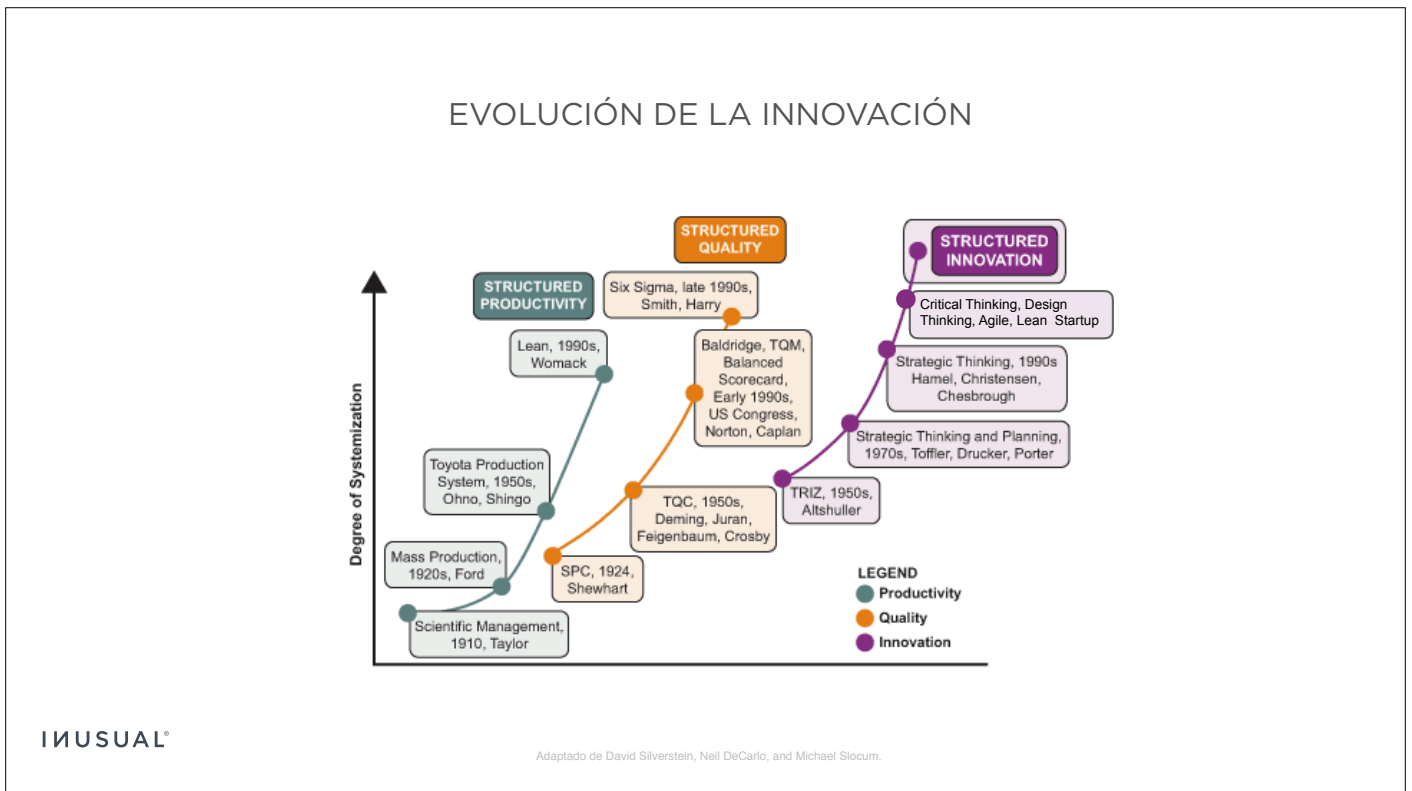 EVOLUCIÓN DE LA INNOVACIÓN
STRUCTURED
PRODUCTIVITY
STRUCTURED
QUALITY
STRUCTURED
INNOVATION
Six Sigma, late 1990s,
Smith, Harry
Critical Thinking, Design
Thinking, Agile, Lean Startup
Lean, 1990s,
Womack
Baldridge, TQM,
Balanced
Scorecard,
Early 1990s,
US Congress,
Norton, Caplan
Strategic Thinking, 1990s
Hamel, Christensen,
Chesbrough
Strategic Thinking and Planning,
1970s, Toffler, Drucker, Porter
Toyota Production
System, 1950s,
Ohno, Shingo
TQC, 1950s,
Deming, Juran,
Feigenbaum, Crosby
TRIZ, 1950s,
Altshuller
Mass Production,
1920s, Ford
SPC, 1924,
Shewhart
Scientific Management,
1910, Taylor
Degree of Systemization
LEGEND
Productivity
Quality
Innovation
INUSUAL®
Adaptado de David Silverstein, Neil DeCarlo, and Michael Slocum.